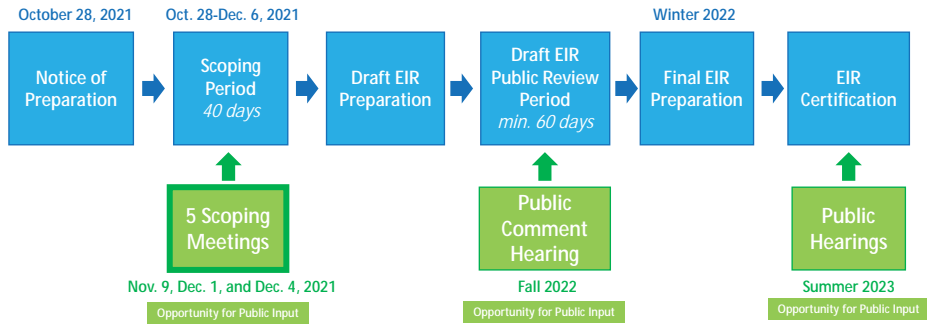 October 28, 2021
Oct. 28-Dec. 6, 2021
Winter 2022
Notice of
Preparation
Scoping
Period
40 days
Draft EIR
Preparation
Draft EIR
Public Review
Period
min. 60 days
Final EIR
Preparation
EIR
Certification
5 Scoping
Meetings
Public
Comment
Hearing
Public
Hearings
Nov. 9, Dec. 1, and Dec. 4, 2021
Fall 2022
Summer 2023
Opportunity for Public Input
Opportunity for Public Input
Opportunity for Public Input